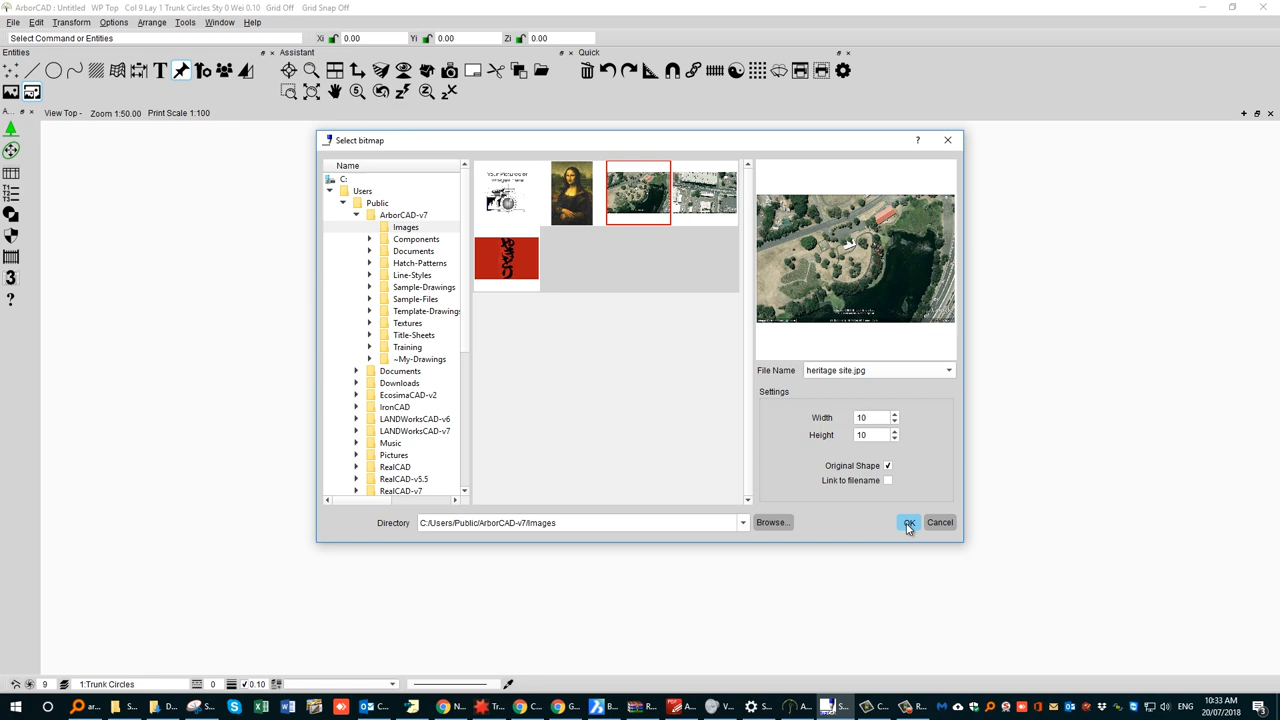 ArborCAD : Untitled WP Top Col 9 Lay 1 Trunk Circles Sty 0 Wei 0.10 Grid Off Grid Snap Off
File Edit Transform Options Arrange Tools Window Help
Select Command or Entities Xi 0.00 Yi 0.00 Zi 0.00
Entities Assistant Quick
A... View Top - Zoom 1:50.00 Print Scale 1:100
Select bitmap
Name
C:
Users
Public
ArborCAD-v7
Images
Components
Documents
Hatch-Patterns
Line-Styles
Sample-Drawings
Sample-Files
Template-Drawings
Textures
Title-Sheets
Training
~My-Drawings
Documents
Downloads
EcosimaCAD-v2
IronCAD
LANDWorksCAD-v6
LANDWorksCAD-v7
Music
Pictures
RealCAD
RealCAD-v5.5
RealCAD-v7
File Name heritage site.jpg
Settings
Width 10
Height 10
Original Shape
Link to filename
Directory C:/Users/Public/ArborCAD-v7/Images Browse... OK Cancel
9 1:Trunk Circles 0 0.10
ar... S... D... S... O... C... Tr... C... G... S... R... A... S... A... S... C... R... ENG 10:33 AM
20/07/2018